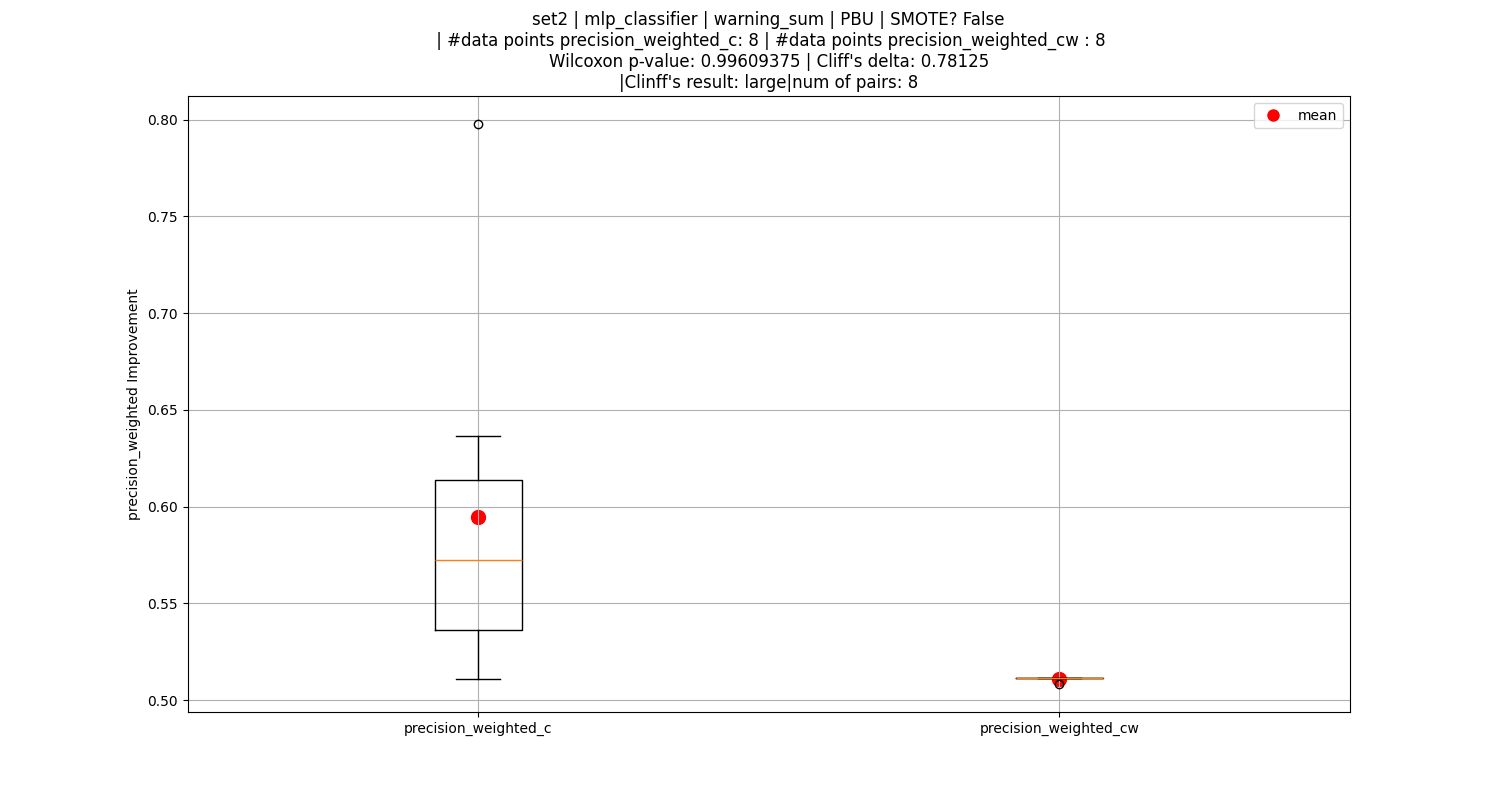 set2 | mlp_classifier | warning_sum | PBU | SMOTE? False
| #data points precision_weighted_c: 8 | #data points precision_weighted_cw : 8
Wilcoxon p-value: 0.99609375 | Cliff's delta: 0.78125
|Clinff's result: large|num of pairs: 8
mean
precision_weighted Improvement
0.80
0.75
0.70
0.65
0.60
0.55
0.50
precision_weighted_c
precision_weighted_cw